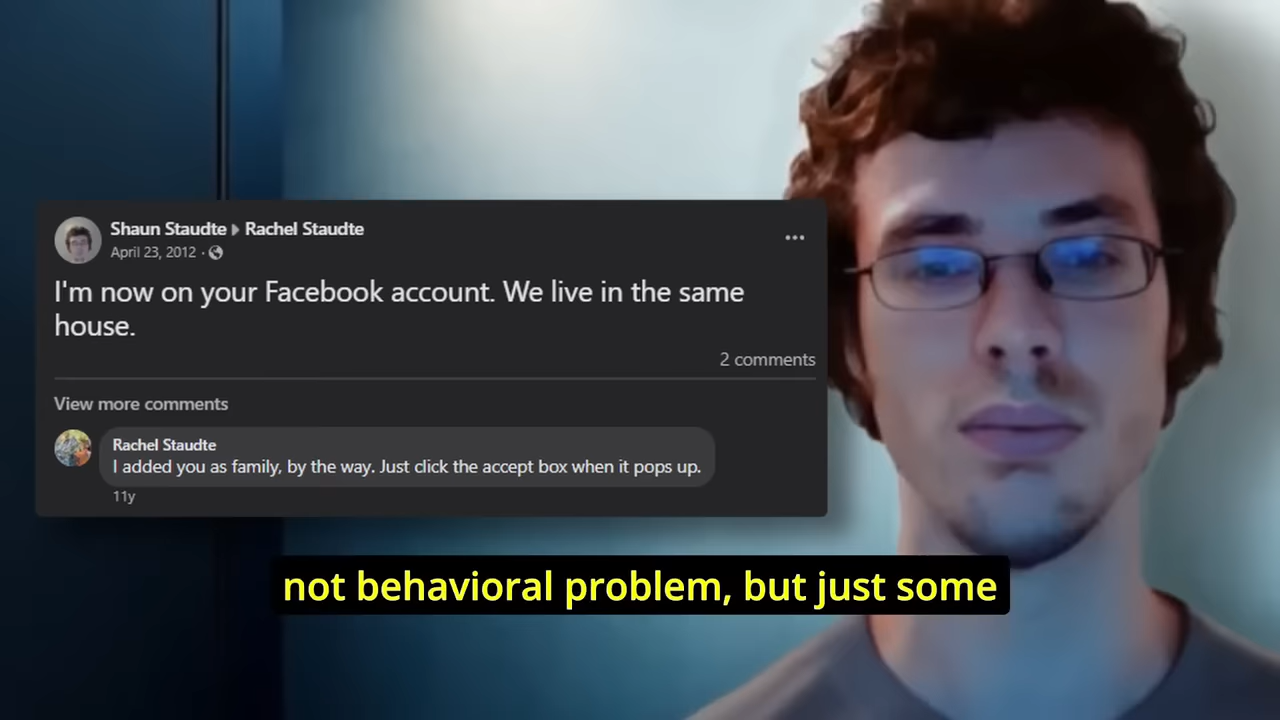 Shaun Staudte ▸ Rachel Staudte
April 23, 2012 ·
I'm now on your Facebook account. We live in the same
house.
2 comments
View more comments
Rachel Staudte
I added you as family, by the way. Just click the accept box when it pops up.
11y
not behavioral problem, but just some